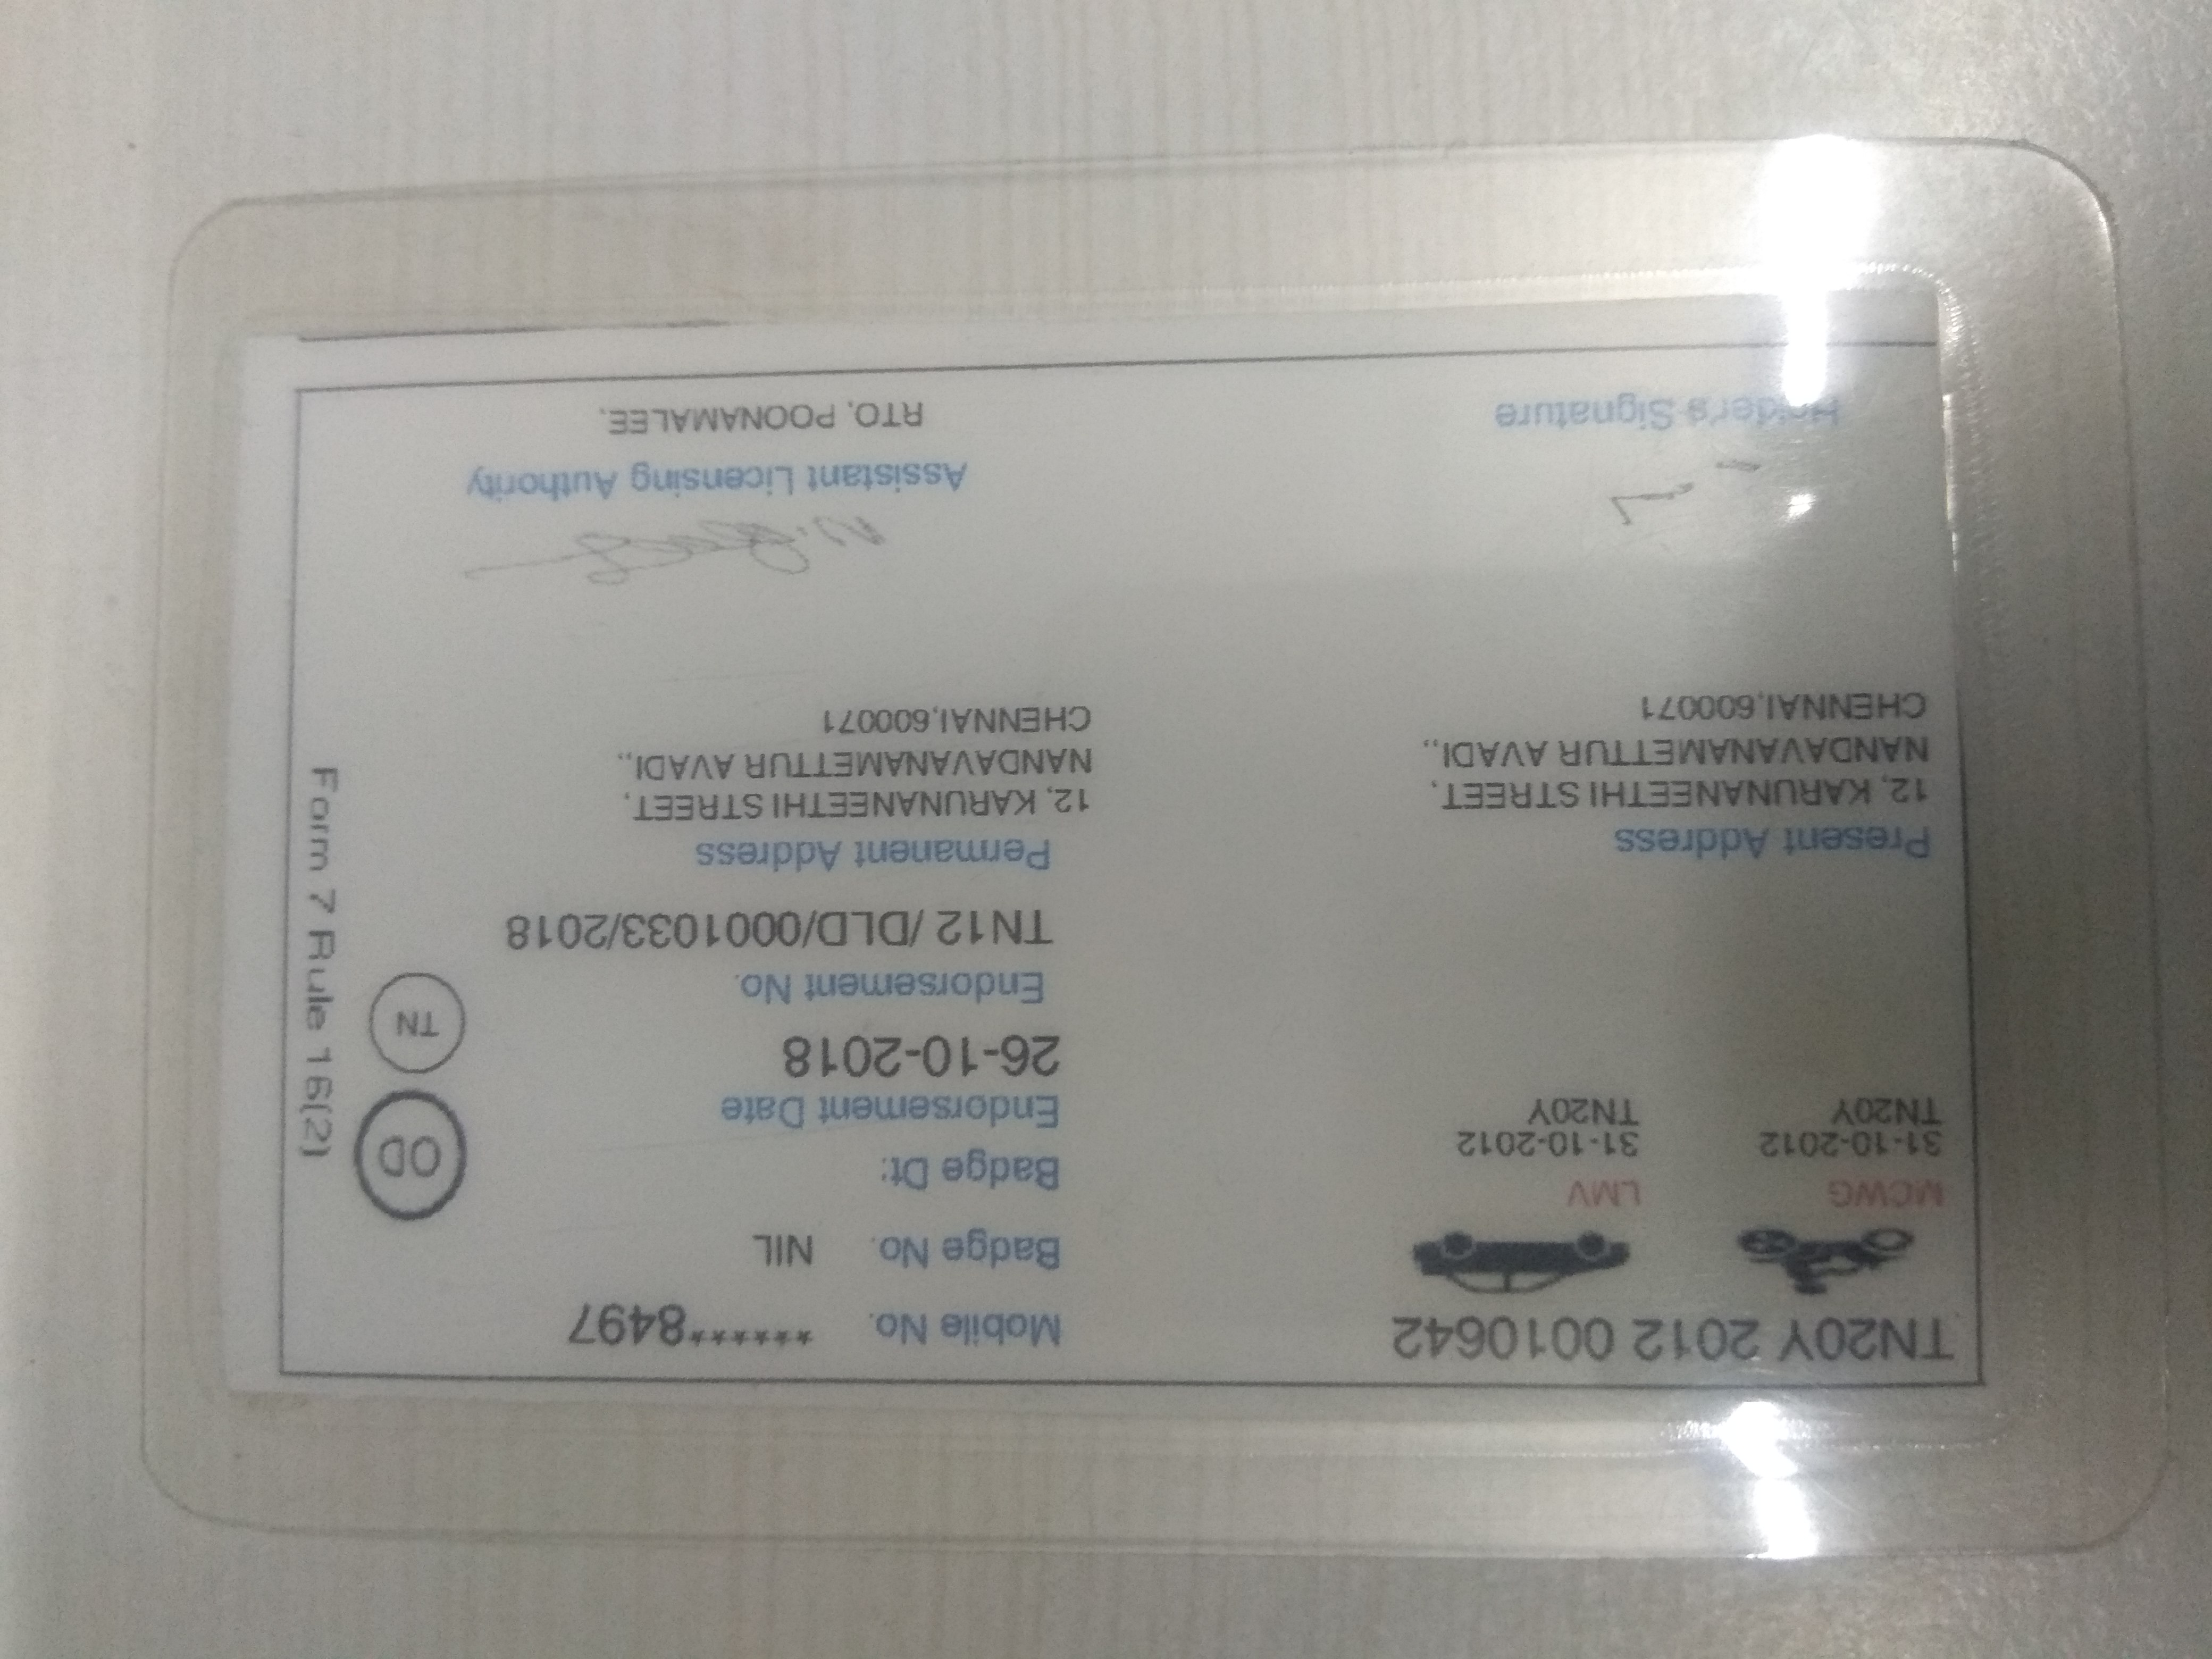 TN20Y 2012 0010642
MCWG
31-10-2012
TN20Y
LMV
31-10-2012
TN20Y
Mobile No. ******8497
Badge No. NIL
Badge Dt:
Endorsement Date
26-10-2018
Endorsement No.
TN12 /DLD/0001033/2018
OD
TN
Form 7 Rule 16(2)
Present Address
12, KARUNANEETHI STREET,
NANDAVANAMETTUR AVADI,,
CHENNAI,600071
Permanent Address
12, KARUNANEETHI STREET,
NANDAVANAMETTUR AVADI,,
CHENNAI,600071
Holder's Signature
Assistant Licensing Authority
RTO, POONAMALEE.